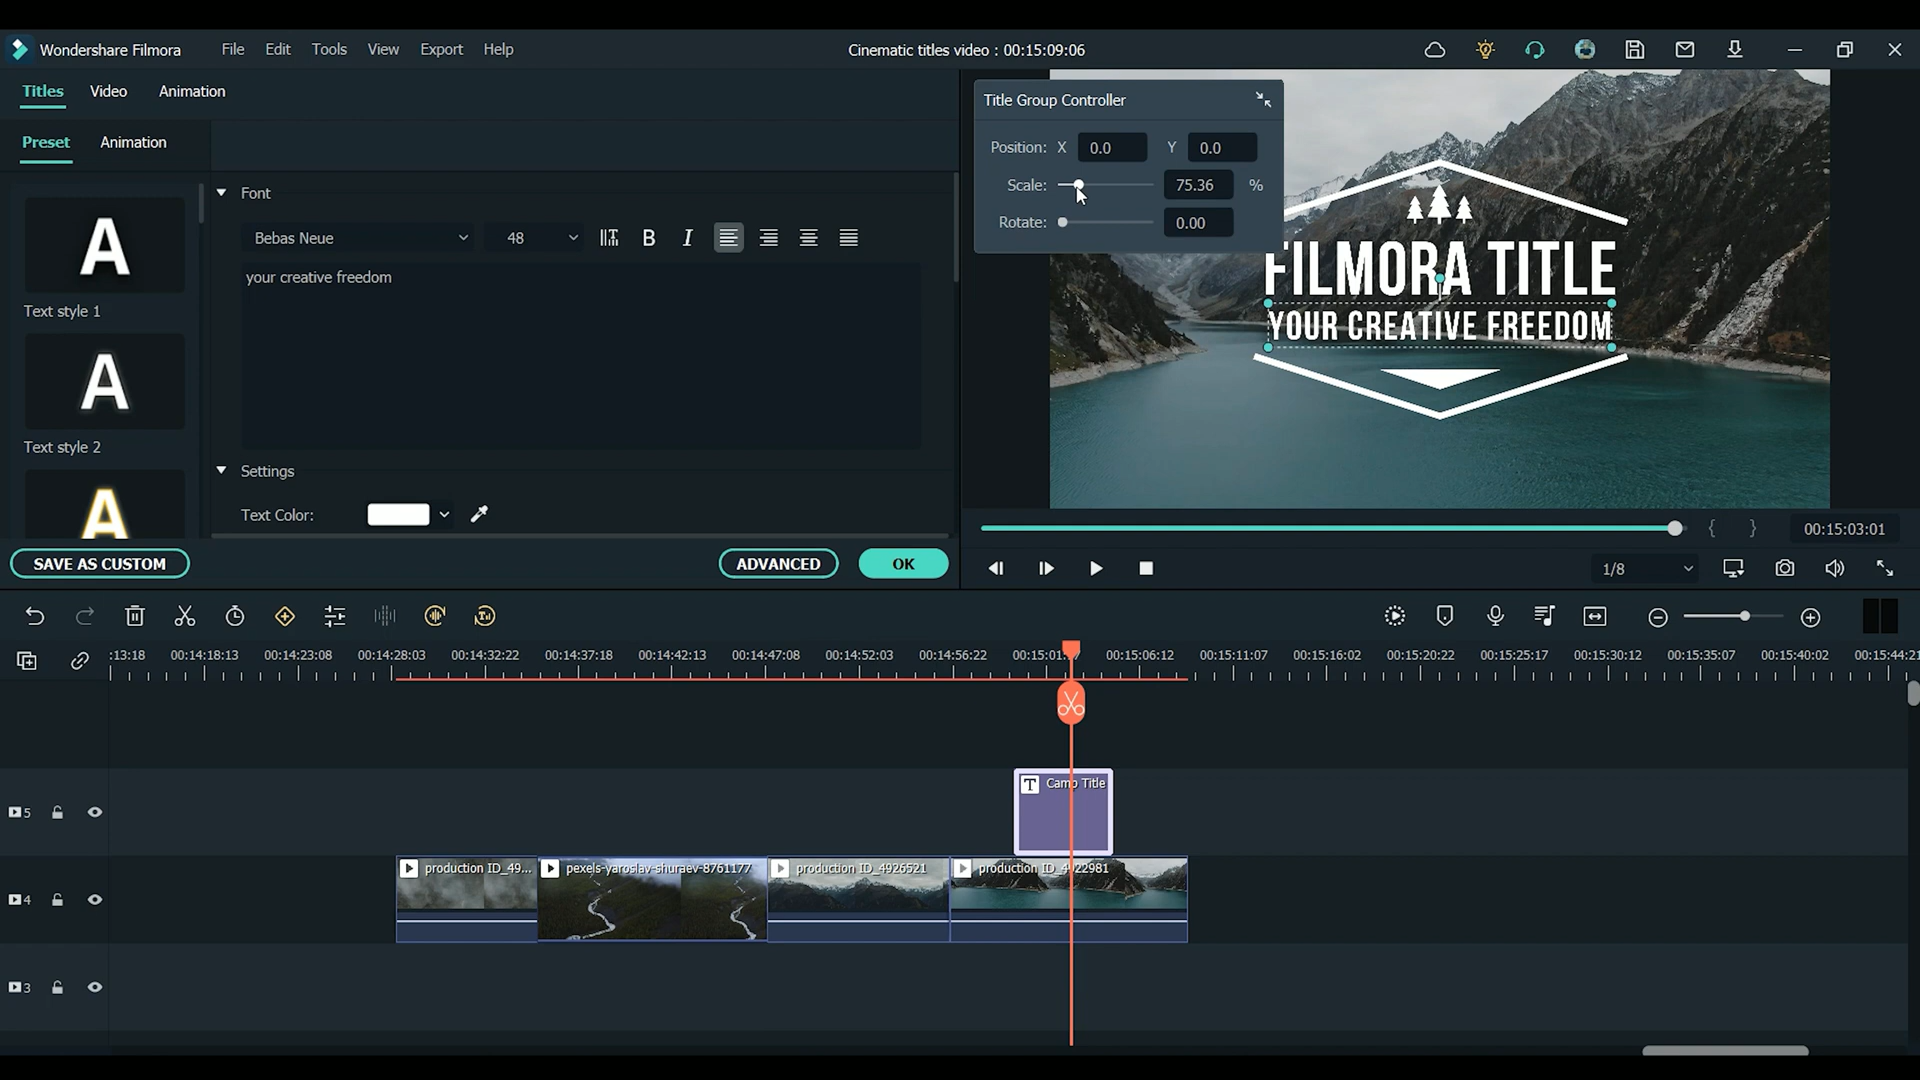 Wondershare Filmora File Edit Tools View Export Help Cinematic titles video : 00:15:09:06
Titles Video Animation
Preset Animation
Font
Bebas Neue 48 B I
your creative freedom
A
Text style 1
A
Text style 2
A
Settings
Text Color:
SAVE AS CUSTOM ADVANCED OK
Title Group Controller
Position: X 0.0 Y 0.0
Scale: 75.36 %
Rotate: 0.00
FILMORA TITLE
YOUR CREATIVE FREEDOM
{ } 00:15:03:01
1/8
:13:18 00:14:18:13 00:14:23:08 00:14:28:03 00:14:32:22 00:14:37:18 00:14:42:13 00:14:47:08 00:14:52:03 00:14:56:22 00:15:06:12 00:15:11:07 00:15:16:02 00:15:20:22 00:15:25:17 00:15:30:12 00:15:35:07 00:15:40:02 00:15:44:21
5 T Camp Title
4 production ID_49... pexels-yaroslav-shuraev-8761177 production ID_4926521 production ID_4922981
3